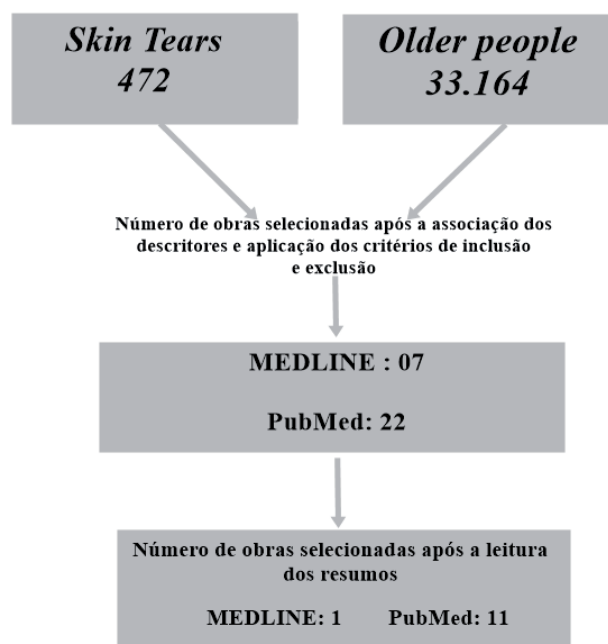 Skin Tears
472
Older people
33.164
Número de obras selecionadas após a associação dos
descritores e aplicação dos critérios de inclusão
e exclusão
MEDLINE : 07
PubMed: 22
Número de obras selecionadas após a leitura
dos resumos
MEDLINE: 1 PubMed: 11